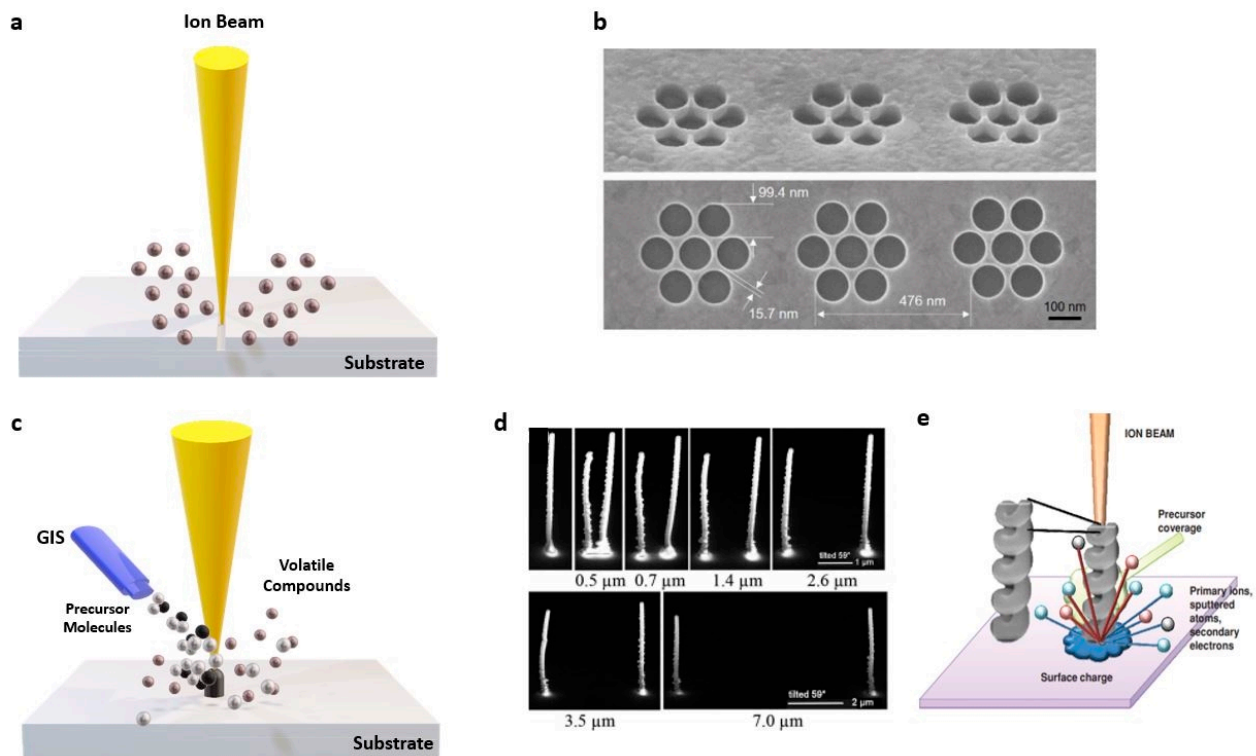 a
Ion Beam
Substrate
b
99.4 nm
15.7 nm
476 nm
100 nm
c
GIS
Precursor
Molecules
Volatile
Compounds
Substrate
d
tilted 59° 1 µm
0.5 µm 0.7 µm 1.4 µm 2.6 µm
tilted 59° 2 µm
3.5 µm 7.0 µm
e
ION BEAM
Precursor
coverage
Primary ions,
sputtered
atoms,
secondary
electrons
Surface charge